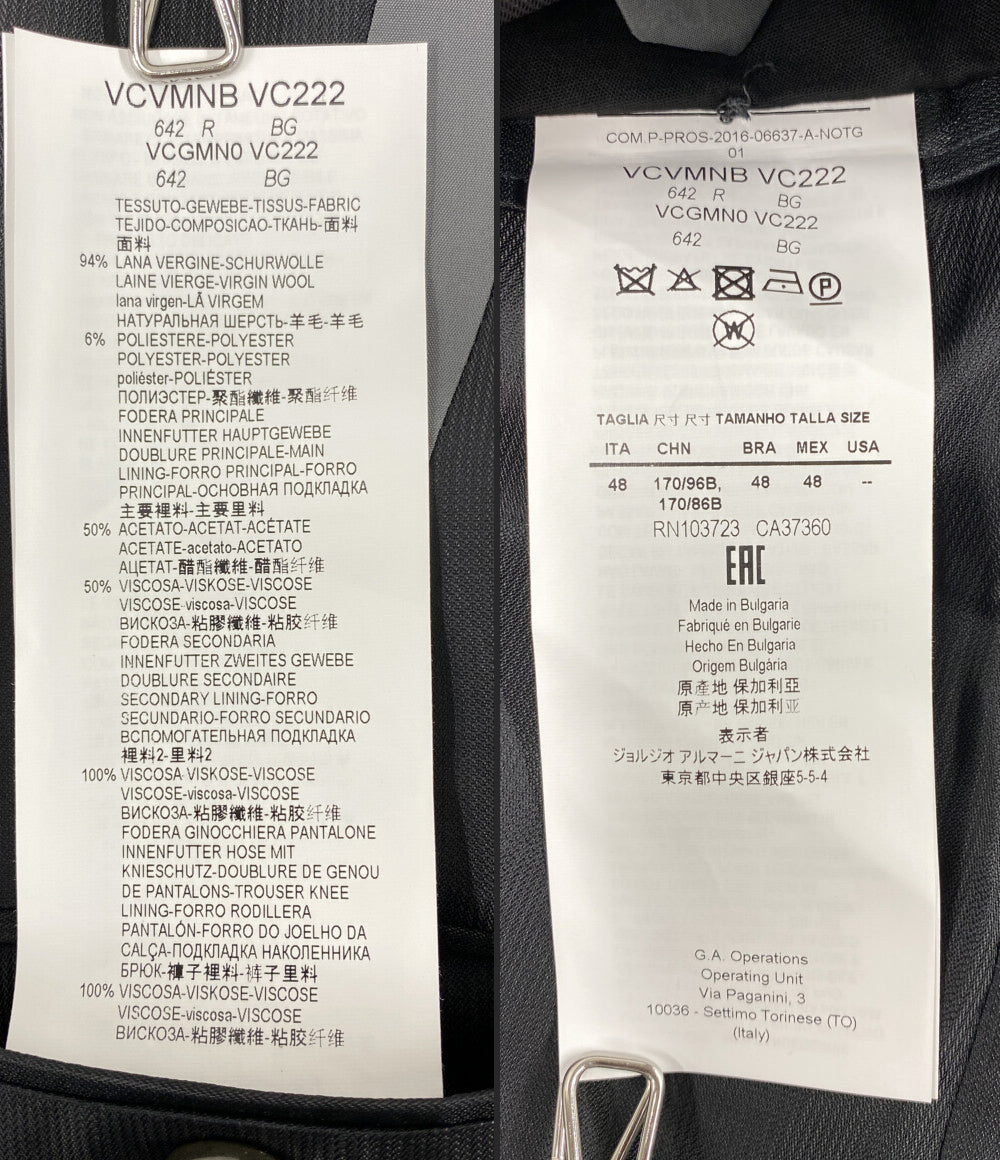 VCVMNB VC222
642 R BG
VCGMN0 VC222
642 BG
TESSUTO-GEWEBE-TISSUS-FABRIC
TEJIDO-COMPOSICAO-ТКАНЬ-面料
面料
94% LANA VERGINE-SCHURWOLLE
LAINE VIERGE-VIRGIN WOOL
lana virgen-LÃ VIRGEM
НАТУРАЛЬНАЯ ШЕРСТЬ-羊毛-羊毛
6% POLIESTERE-POLYESTER
POLYESTER-POLYESTER
poliéster-POLIÉSTER
ПОЛИЭСТЕР-聚酯纖維-聚酯纤维
FODERA PRINCIPALE
INNENFUTTER HAUPTGEWEBE
DOUBLURE PRINCIPALE-MAIN
LINING-FORRO PRINCIPAL-FORRO
PRINCIPAL-ОСНОВНАЯ ПОДКЛАДКА
主要裡料-主要里料
50% ACETATO-ACETAT-ACÉTATE
ACETATE-acetato-ACETATO
АЦЕТАТ-醋酯纖維-醋酯纤维
50% VISCOSA-VISKOSE-VISCOSE
VISCOSE-viscosa-VISCOSE
ВИСКОЗА-粘膠纖維-粘胶纤维
FODERA SECONDARIA
INNENFUTTER ZWEITES GEWEBE
DOUBLURE SECONDAIRE
SECONDARY LINING-FORRO
SECUNDARIO-FORRO SECUNDARIO
ВСПОМОГАТЕЛЬНАЯ ПОДКЛАДКА
裡料2-里料2
100% VISCOSA-VISKOSE-VISCOSE
VISCOSE-viscosa-VISCOSE
ВИСКОЗА-粘膠纖維-粘胶纤维
FODERA GINOCCHIERA PANTALONE
INNENFUTTER HOSE MIT
KNIESCHUTZ-DOUBLURE DE GENOU
DE PANTALONS-TROUSER KNEE
LINING-FORRO RODILLERA
PANTALÓN-FORRO DO JOELHO DA
CALÇA-ПОДКЛАДКА НАКОЛЕННИКА
БРЮК-褲子裡料-裤子里料
100% VISCOSA-VISKOSE-VISCOSE
VISCOSE-viscosa-VISCOSE
ВИСКОЗА-粘膠纖維-粘胶纤维
COM.P-PROS-2016-06637-A-NOTG
01
VCVMNB VC222
642 R BG
VCGMN0 VC222
642 BG
P
W
TAGLIA 尺寸 尺寸 TAMANHO TALLA SIZE
ITA CHN BRA MEX USA
48 170/96B, 48 48 --
170/86B
RN103723 CA37360
EAC
Made in Bulgaria
Fabriqué en Bulgarie
Hecho En Bulgaria
Origem Bulgária
原產地 保加利亞
原产地 保加利亚
表示者
ジョルジオ アルマーニ ジャパン株式会社
東京都中央区銀座5-5-4
G.A. Operations
Operating Unit
Via Paganini, 3
10036 - Settimo Torinese (TO)
(Italy)